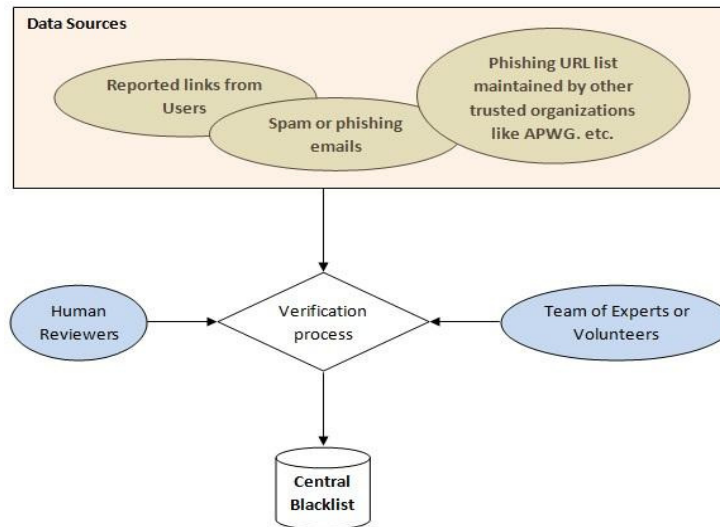 Data Sources
Reported links from
Users
Spam or phishing
emails
Phishing URL list
maintained by other
trusted organizations
like APWG. etc.
Human
Reviewers
Verification
process
Team of Experts or
Volunteers
Central
Blacklist